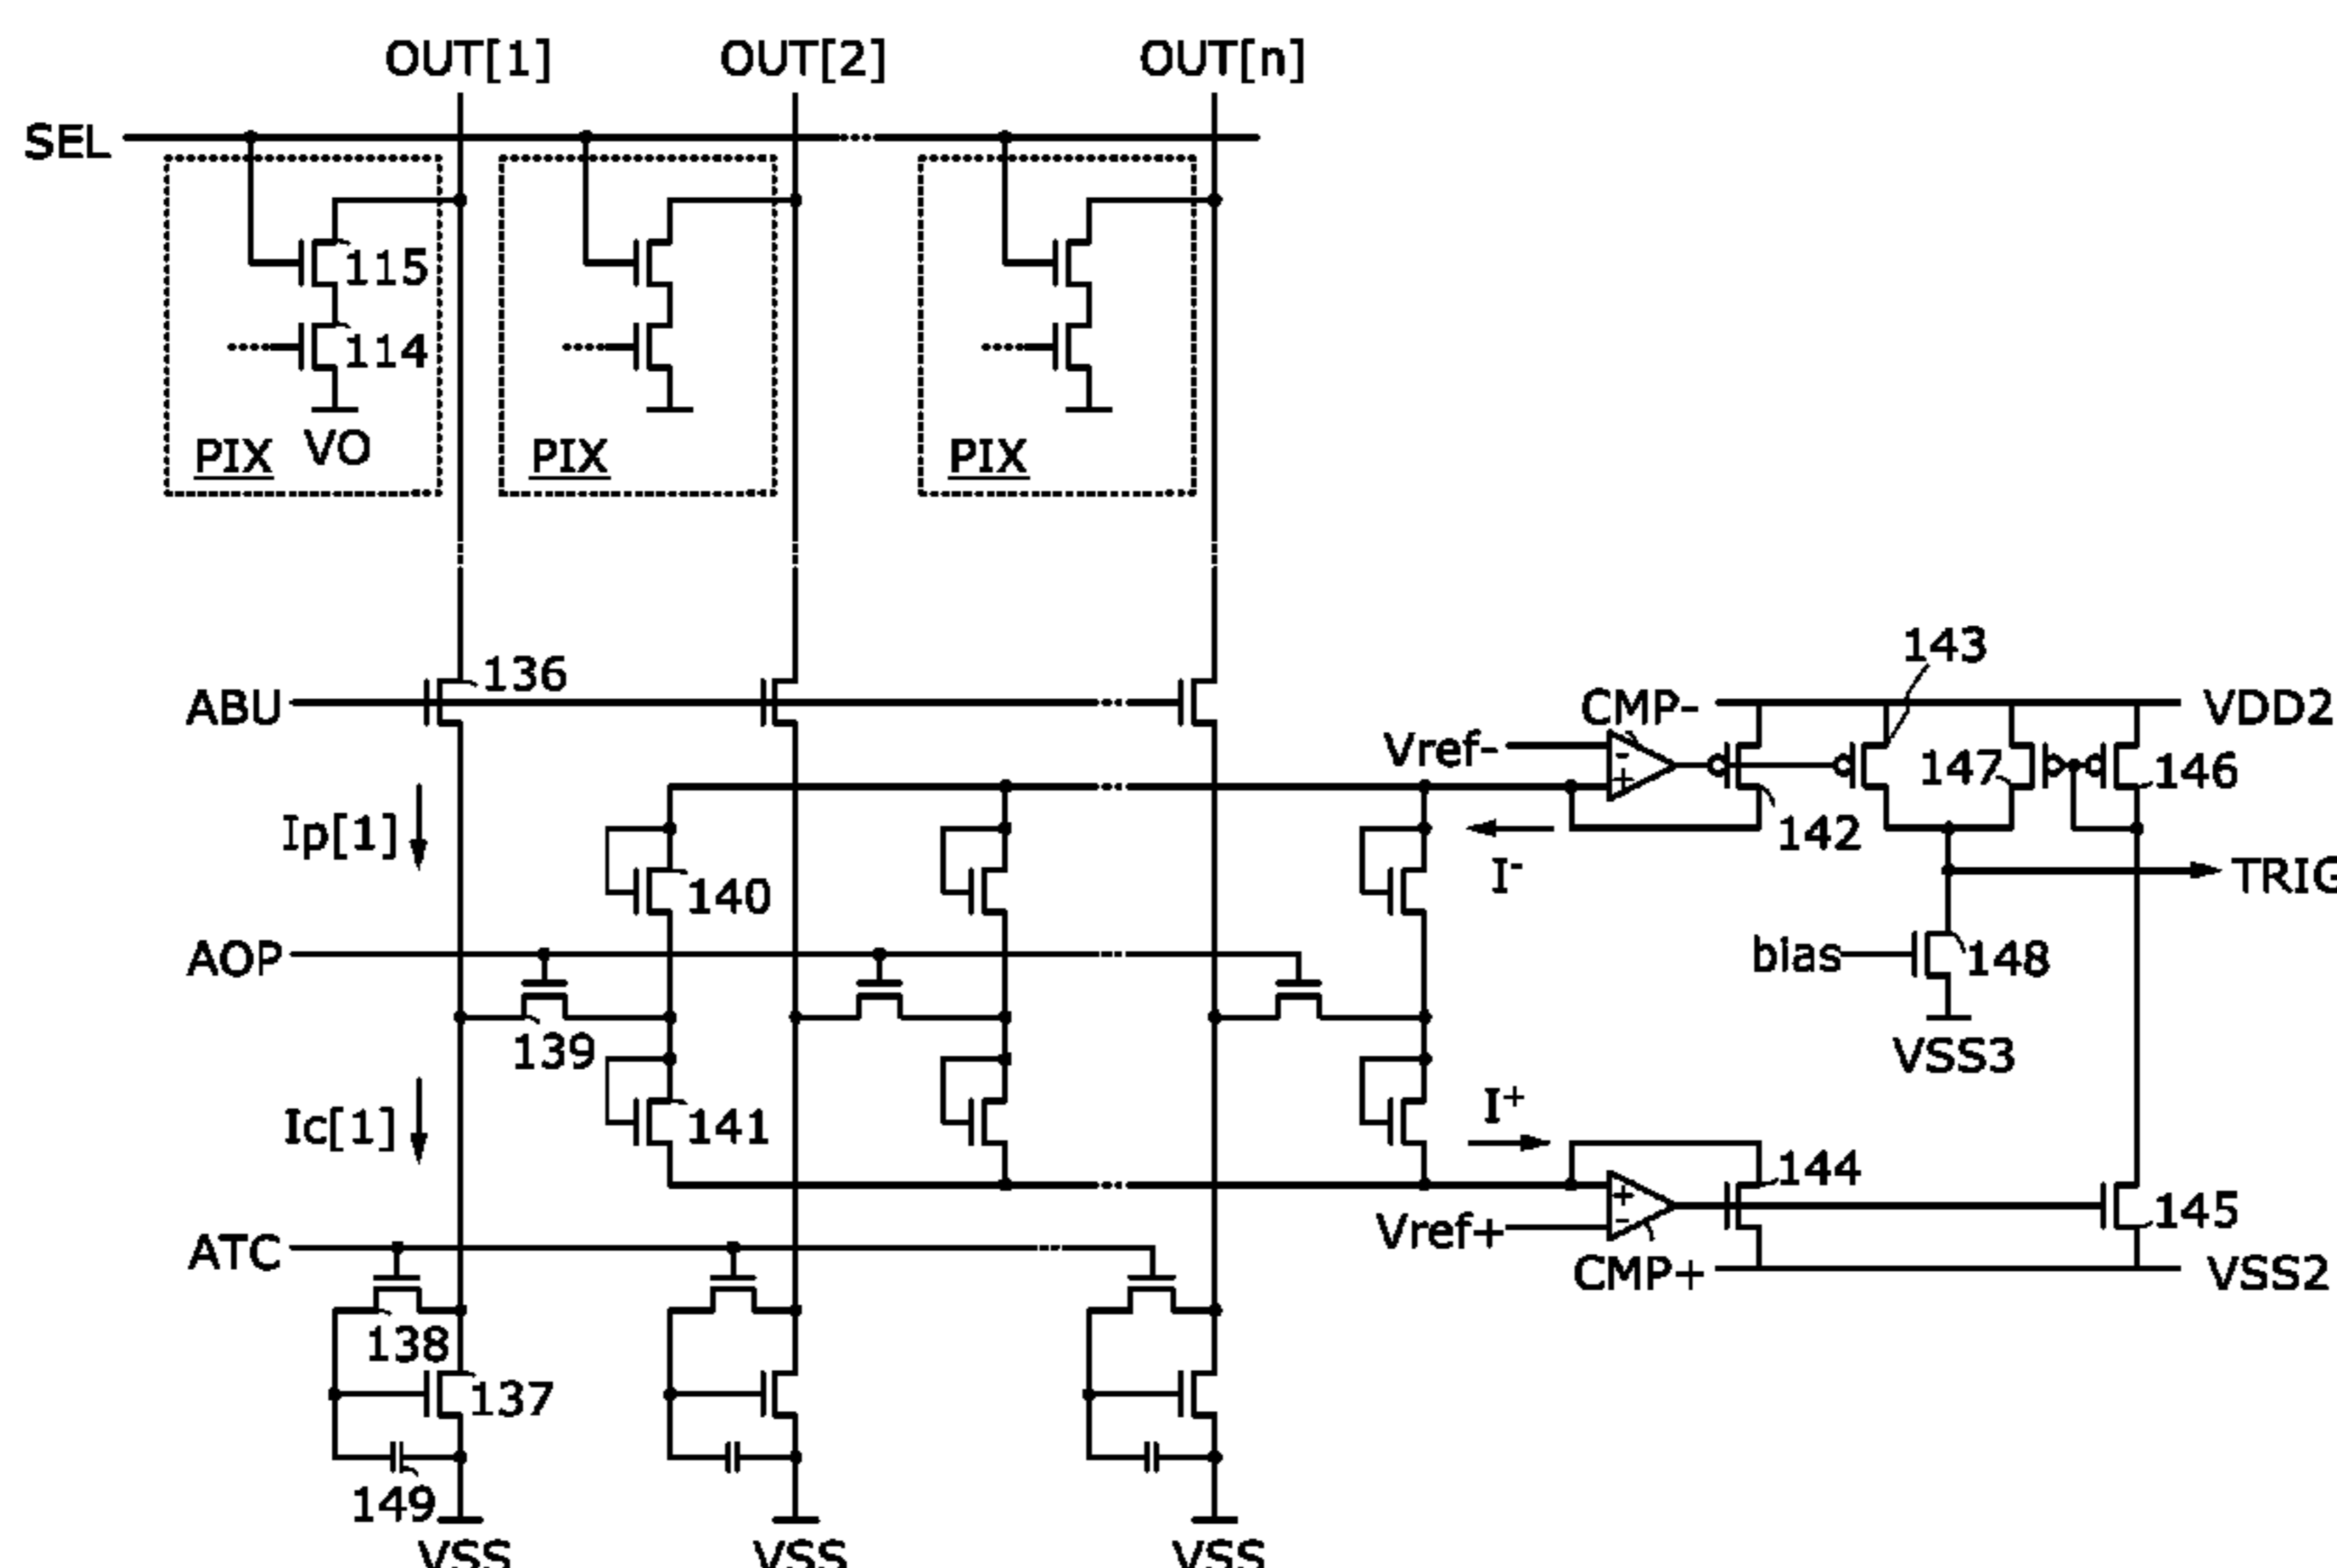 OUT[1] OUT[2] OUT[n]
SEL
115
114
VO
PIX PIX PIX
136
143
ABU
CMP-
VDD2
Vref-
-
+
147
146
Ip[1]
142
I-
140
TRIG
AOP
bias
148
139
VSS3
Ic[1]
141
I+
144
+
-
145
Vref+
ATC
CMP+
VSS2
138
137
149
VSS VSS VSS